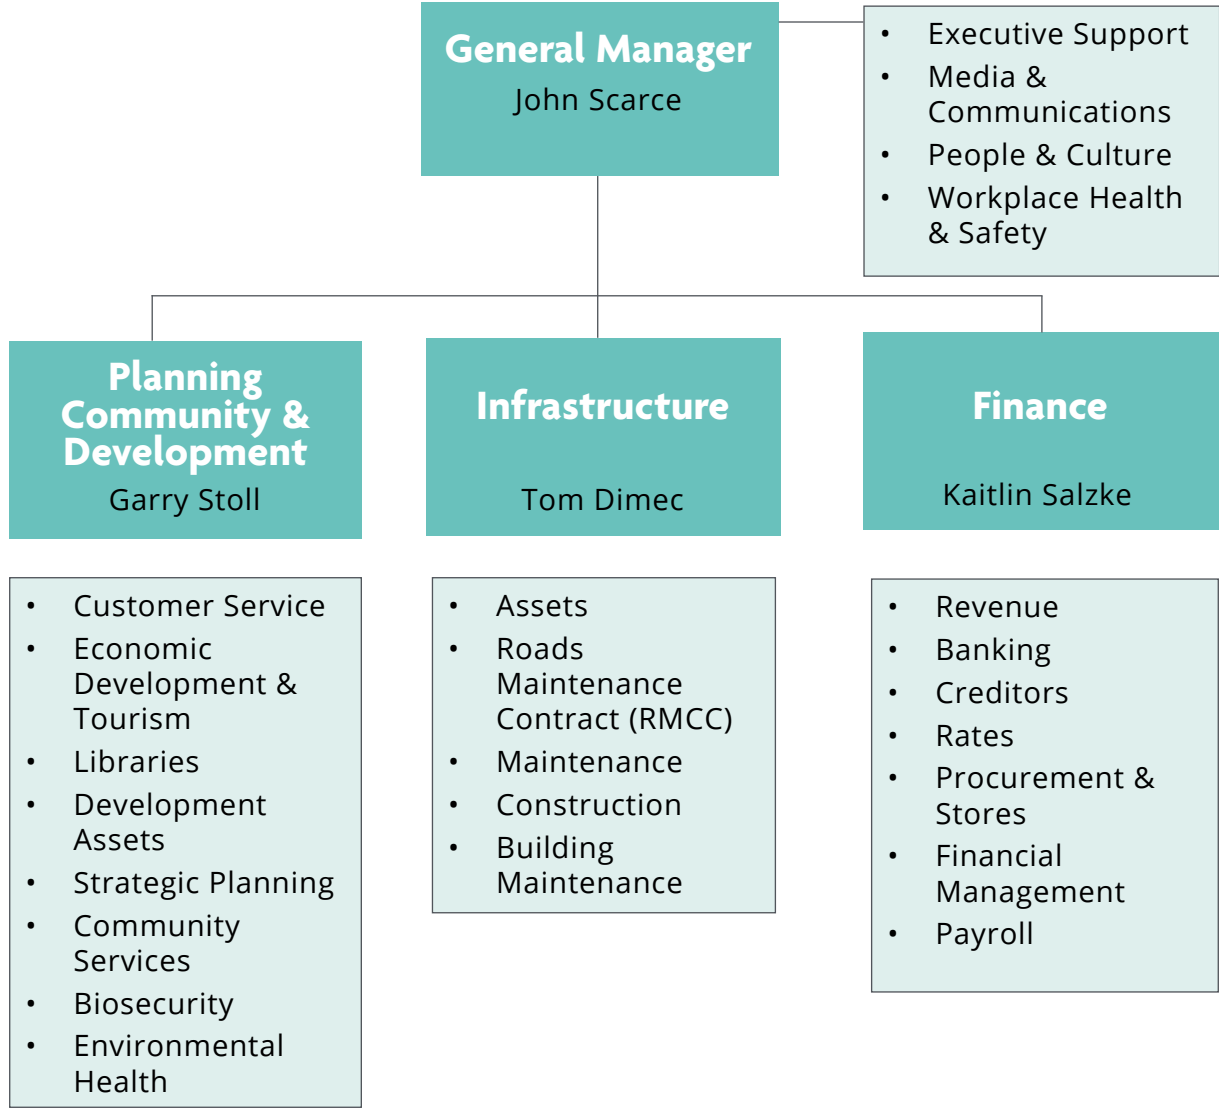 General Manager
John Scarce
• Executive Support
• Media &
Communications
• People & Culture
• Workplace Health
& Safety
Planning
Community &
Development
Garry Stoll
Infrastructure
Tom Dimec
Finance
Kaitlin Salzke
• Customer Service
• Economic
Development &
Tourism
• Libraries
• Development
Assets
• Strategic Planning
• Community
Services
• Biosecurity
• Environmental
Health
• Assets
• Roads
Maintenance
Contract (RMCC)
• Maintenance
• Construction
• Building
Maintenance
• Revenue
• Banking
• Creditors
• Rates
• Procurement &
Stores
• Financial
Management
• Payroll